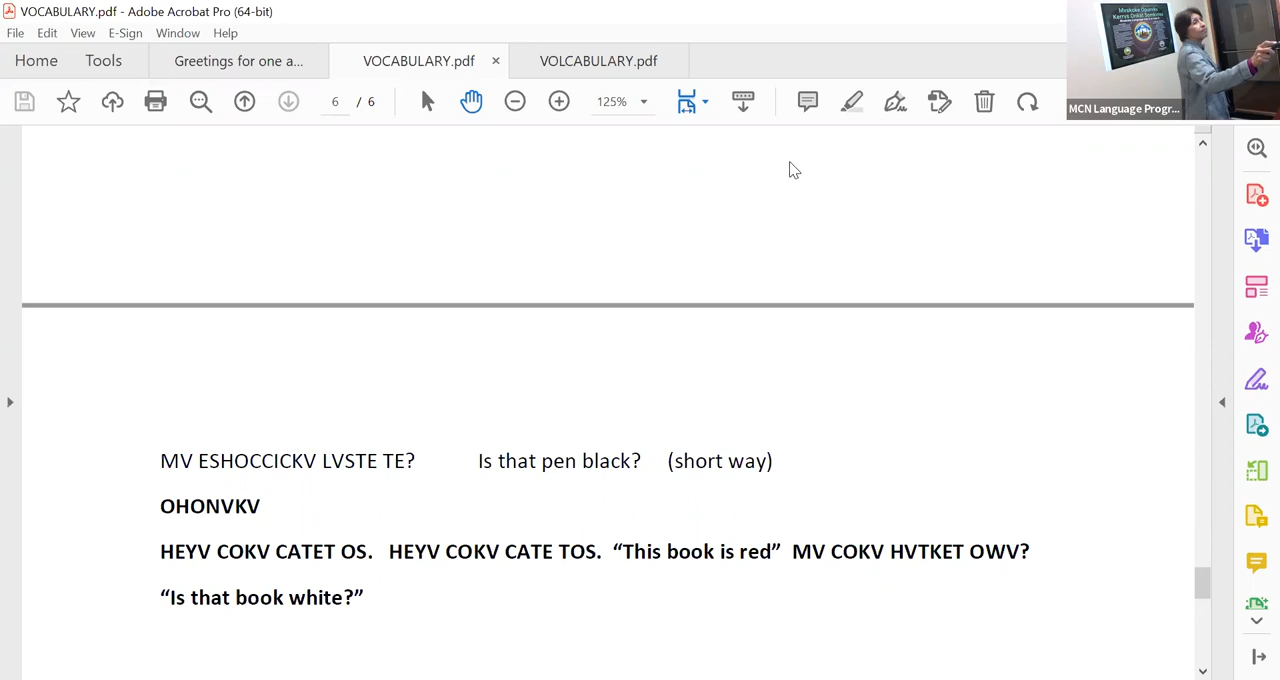 VOCABULARY.pdf - Adobe Acrobat Pro (64-bit)
File Edit View E-Sign Window Help
Home Tools Greetings for one a... VOCABULARY.pdf × VOLCABULARY.pdf
6 / 6 125%
Mvskoke Opunvkv
MCN Language Progr...
MV ESHOCCICKV LVSTE TE? Is that pen black? (short way)
OHONVKV
HEYV COKV CATET OS. HEYV COKV CATE TOS. “This book is red” MV COKV HVTKET OWV?
“Is that book white?”